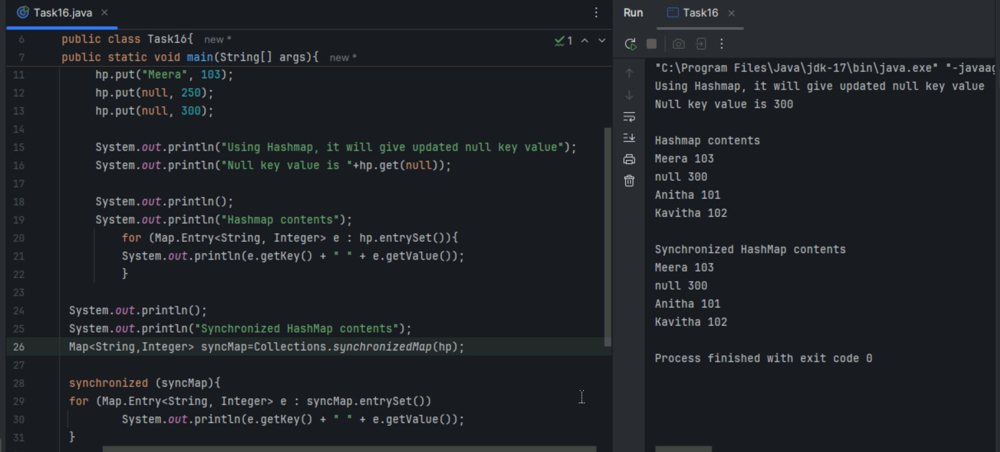 Task16.java
6 public class Task16{ new *
7 public static void main(String[] args){ new *
1
11 hp.put("Meera", 103);
12 hp.put(null, 250);
13 hp.put(null, 300);
14
15 System.out.println("Using Hashmap, it will give updated null key value");
16 System.out.println("Null key value is "+hp.get(null));
17
18 System.out.println();
19 System.out.println("Hashmap contents");
20 for (Map.Entry<String, Integer> e : hp.entrySet()){
21 System.out.println(e.getKey() + " " + e.getValue());
22 }
23
24 System.out.println();
25 System.out.println("Synchronized HashMap contents");
26 Map<String,Integer> syncMap=Collections.synchronizedMap(hp);
27
28 synchronized (syncMap){
29 for (Map.Entry<String, Integer> e : syncMap.entrySet())
30 System.out.println(e.getKey() + " " + e.getValue());
31 }
Run Task16
"C:\Program Files\Java\jdk-17\bin\java.exe" "-javaag
Using Hashmap, it will give updated null key value
Null key value is 300
Hashmap contents
Meera 103
null 300
Anitha 101
Kavitha 102
Synchronized HashMap contents
Meera 103
null 300
Anitha 101
Kavitha 102
Process finished with exit code 0